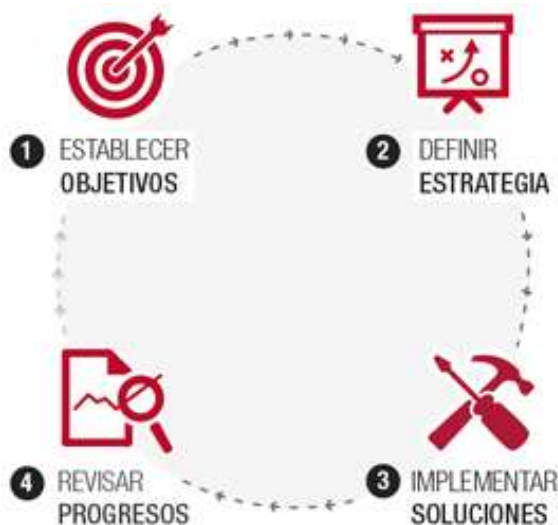 1 ESTABLECER
OBJETIVOS
2 DEFINIR
ESTRATEGIA
3 IMPLEMENTAR
SOLUCIONES
4 REVISAR
PROGRESOS